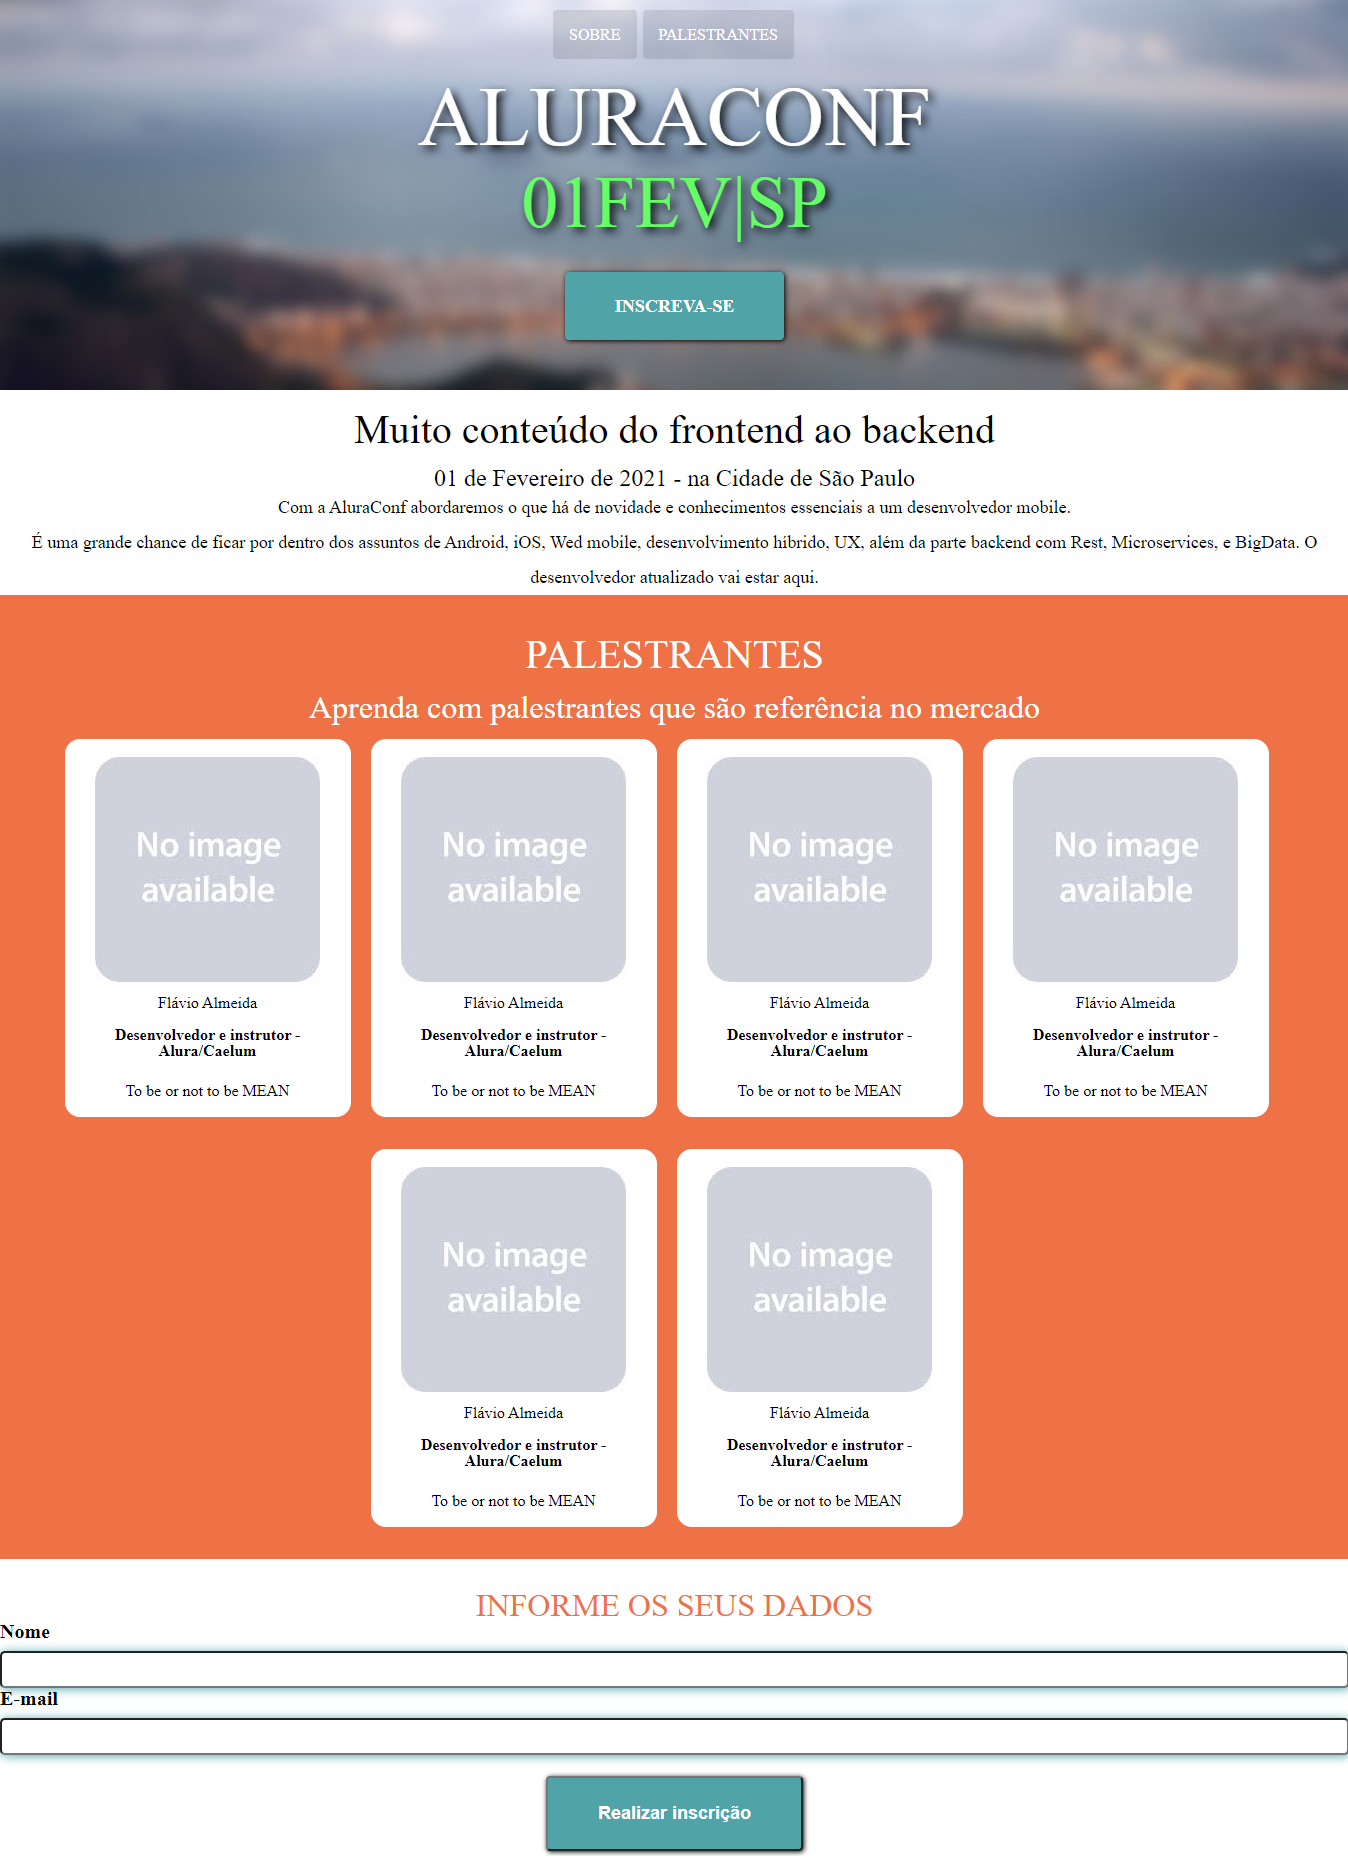 SOBRE PALESTRANTES
ALURACONF
01FEV|SP
INSCREVA-SE
Muito conteúdo do frontend ao backend
01 de Fevereiro de 2021 - na Cidade de São Paulo
Com a AluraConf abordaremos o que há de novidade e conhecimentos essenciais a um desenvolvedor mobile.
É uma grande chance de ficar por dentro dos assuntos de Android, iOS, Wed mobile, desenvolvimento híbrido, UX, além da parte backend com Rest, Microservices, e BigData. O
desenvolvedor atualizado vai estar aqui.
PALESTRANTES
Aprenda com palestrantes que são referência no mercado
No image
available
Flávio Almeida
Desenvolvedor e instrutor -
Alura/Caelum
To be or not to be MEAN
No image
available
Flávio Almeida
Desenvolvedor e instrutor -
Alura/Caelum
To be or not to be MEAN
No image
available
Flávio Almeida
Desenvolvedor e instrutor -
Alura/Caelum
To be or not to be MEAN
No image
available
Flávio Almeida
Desenvolvedor e instrutor -
Alura/Caelum
To be or not to be MEAN
No image
available
Flávio Almeida
Desenvolvedor e instrutor -
Alura/Caelum
To be or not to be MEAN
No image
available
Flávio Almeida
Desenvolvedor e instrutor -
Alura/Caelum
To be or not to be MEAN
INFORME OS SEUS DADOS
Nome
E-mail
Realizar inscrição